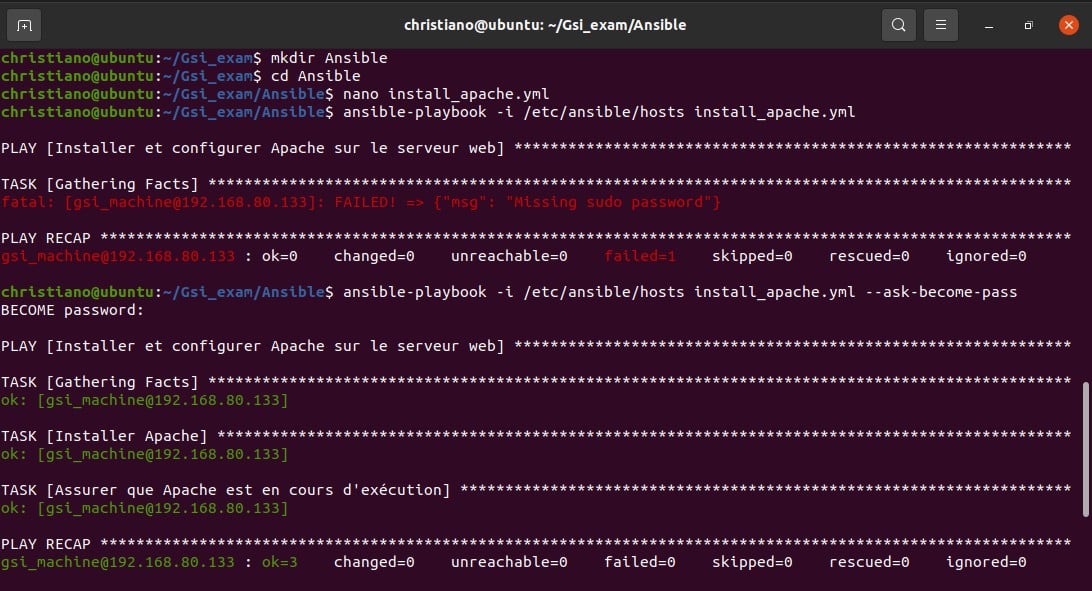 christiano@ubuntu: ~/Gsi_exam/Ansible
christiano@ubuntu:~/Gsi_exam$ mkdir Ansible
christiano@ubuntu:~/Gsi_exam$ cd Ansible
christiano@ubuntu:~/Gsi_exam/Ansible$ nano install_apache.yml
christiano@ubuntu:~/Gsi_exam/Ansible$ ansible-playbook -i /etc/ansible/hosts install_apache.yml
PLAY [Installer et configurer Apache sur le serveur web] **************************************************************
TASK [Gathering Facts] ************************************************************************************************
fatal: [gsi_machine@192.168.80.133]: FAILED! => {"msg": "Missing sudo password"}
PLAY RECAP ************************************************************************************************************
gsi_machine@192.168.80.133 : ok=0    changed=0    unreachable=0    failed=1    skipped=0    rescued=0    ignored=0
christiano@ubuntu:~/Gsi_exam/Ansible$ ansible-playbook -i /etc/ansible/hosts install_apache.yml --ask-become-pass
BECOME password:
PLAY [Installer et configurer Apache sur le serveur web] **************************************************************
TASK [Gathering Facts] ************************************************************************************************
ok: [gsi_machine@192.168.80.133]
TASK [Installer Apache] ***********************************************************************************************
ok: [gsi_machine@192.168.80.133]
TASK [Assurer que Apache est en cours d'exécution] ********************************************************************
ok: [gsi_machine@192.168.80.133]
PLAY RECAP ************************************************************************************************************
gsi_machine@192.168.80.133 : ok=3    changed=0    unreachable=0    failed=0    skipped=0    rescued=0    ignored=0